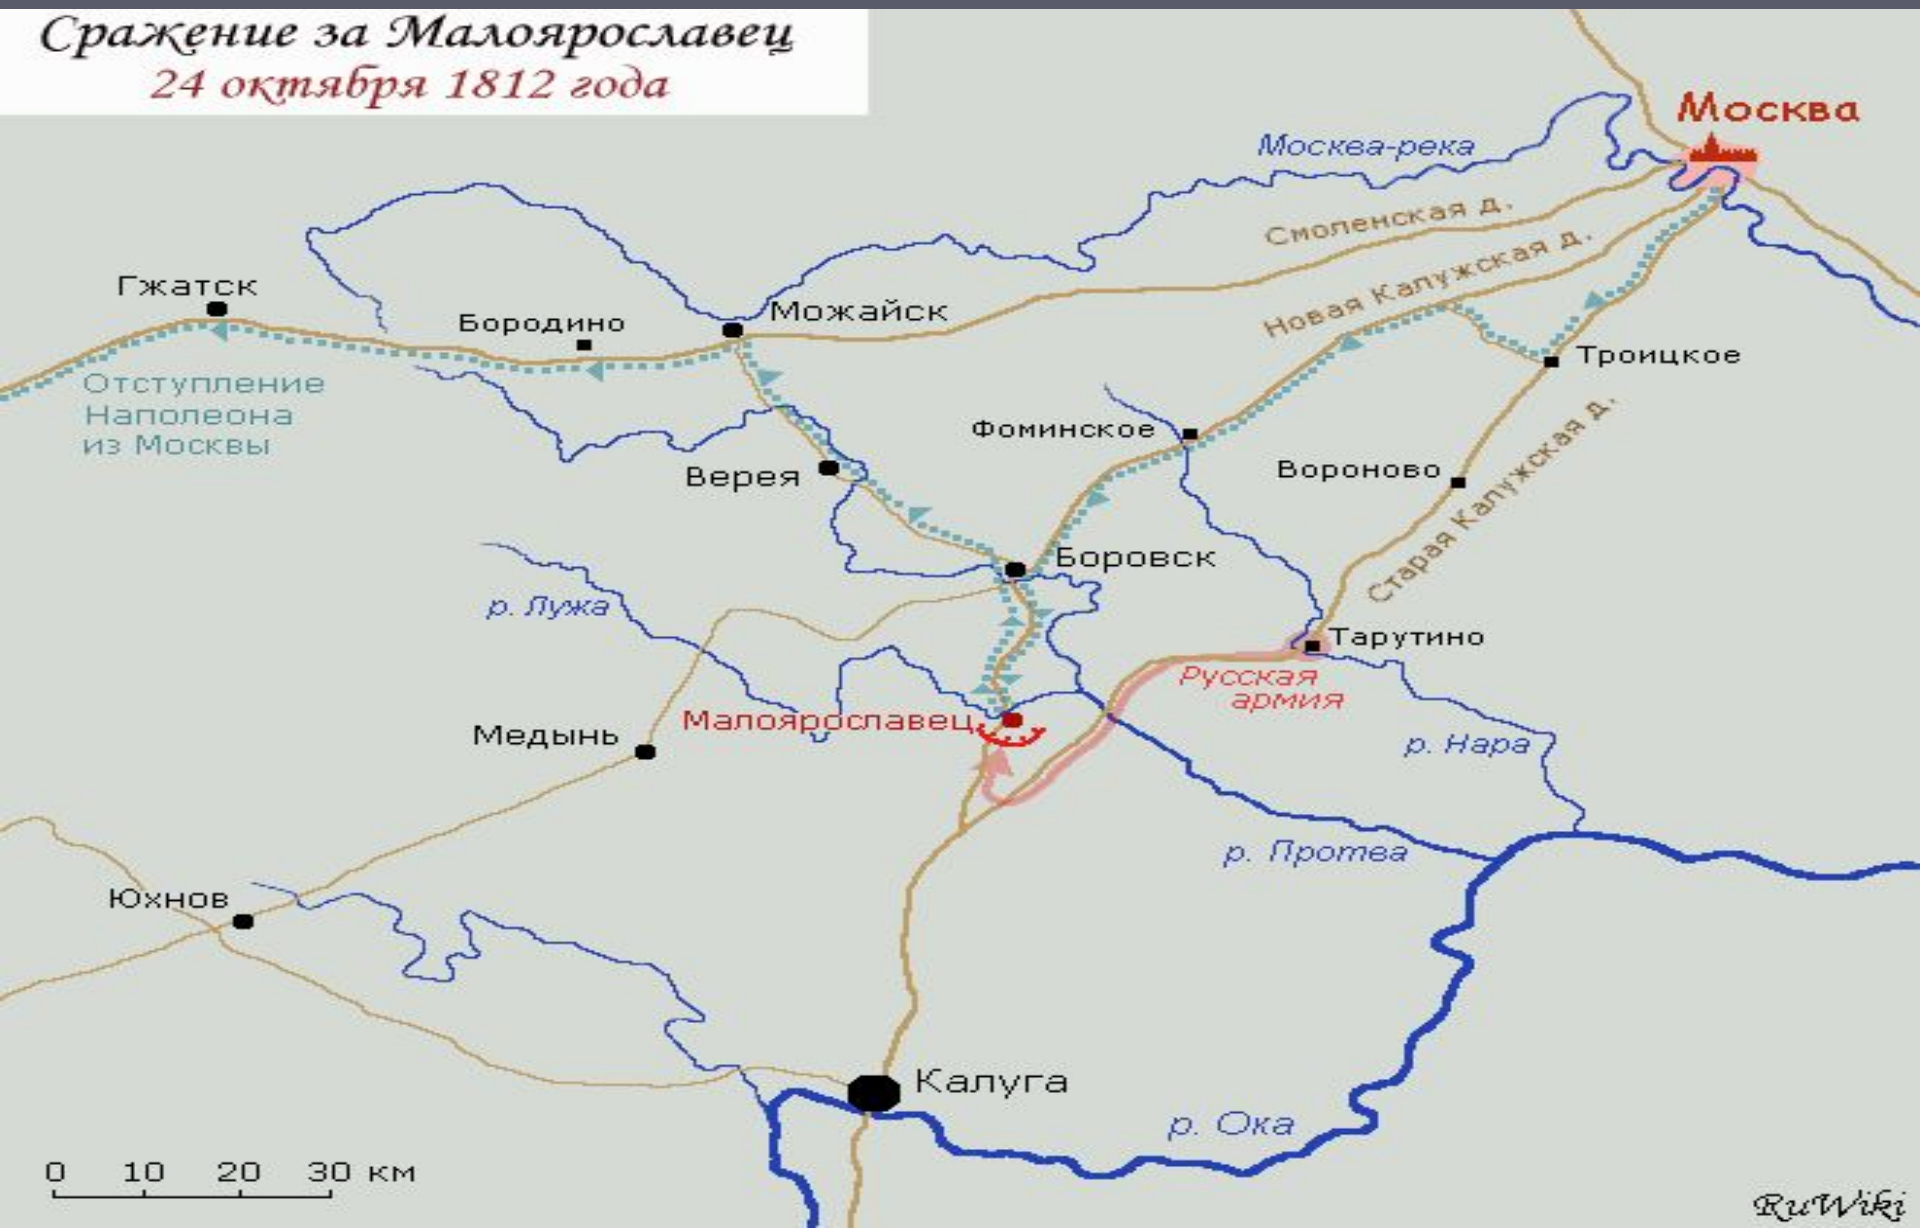 Сражение за Малоярославец
24 октября 1812 года
Москва
Москва-река
Смоленская д.
Новая Калужская д.
Гжатск
Бородино
Можайск
Троицкое
Отступление
Наполеона
из Москвы
Фоминское
Верея
Вороново
Старая Калужская д.
Боровск
р. Лужа
Тарутино
Русская
армия
Малоярославец
Медынь
р. Нара
р. Протва
Юхнов
Калуга
р. Ока
0 10 20 30 км
RuWiki